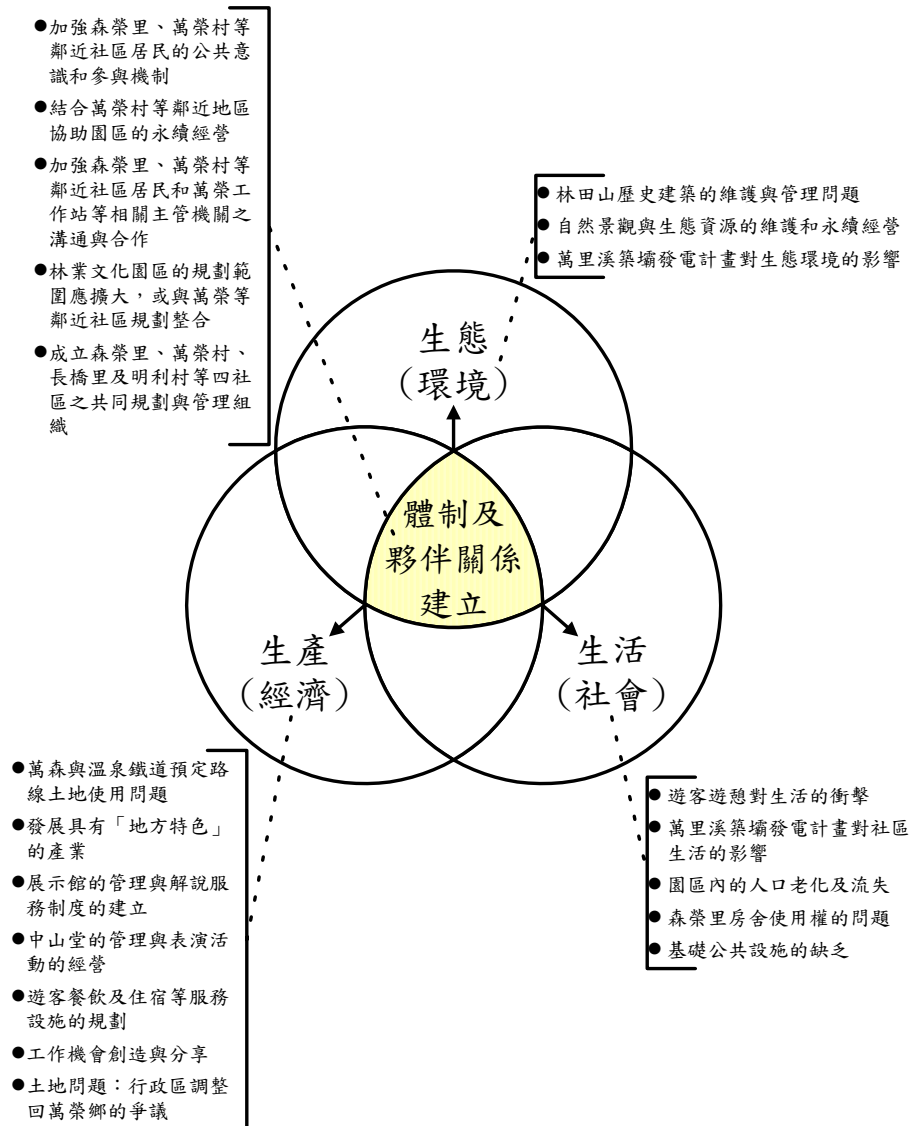 ●加強森榮里、萬榮村等
鄰近社區居民的公共意
識和參與機制
●結合萬榮村等鄰近地區
協助園區的永續經營
●加強森榮里、萬榮村等
鄰近社區居民和萬榮工
作站等相關主管機關之
溝通與合作
●林業文化園區的規劃範
圍應擴大，或與萬榮等
鄰近社區規劃整合
●成立森榮里、萬榮村、
長橋里及明利村等四社
區之共同規劃與管理組
織
●林田山歷史建築的維護與管理問題
●自然景觀與生態資源的維護和永續經營
●萬里溪築壩發電計畫對生態環境的影響
生態
（環境）
體制及
夥伴關係
建立
生產
（經濟）
生活
（社會）
●萬森與溫泉鐵道預定路
線土地使用問題
●發展具有「地方特色」
的產業
●展示館的管理與解說服
務制度的建立
●中山堂的管理與表演活
動的經營
●遊客餐飲及住宿等服務
設施的規劃
●工作機會創造與分享
●土地問題：行政區調整
回萬榮鄉的爭議
●遊客遊憩對生活的衝擊
●萬里溪築壩發電計畫對社區
生活的影響
●園區內的人口老化及流失
●森榮里房舍使用權的問題
●基礎公共設施的缺乏